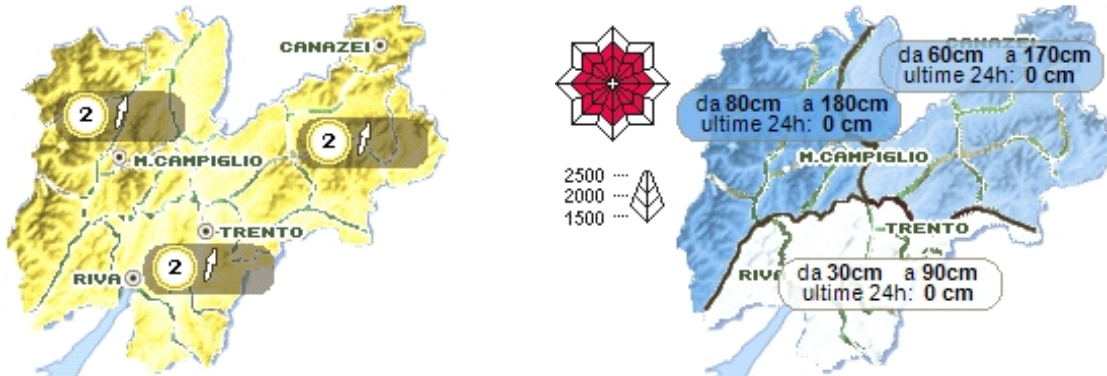 CANAZEI
2
M.CAMPIGLIO
2
TRENTO
RIVA
2
2500
2000
1500
CANAZEI
da 60cm a 170cm
ultime 24h: 0 cm
da 80cm a 180cm
ultime 24h: 0 cm
M.CAMPIGLIO
TRENTO
RIVA
da 30cm a 90cm
ultime 24h: 0 cm